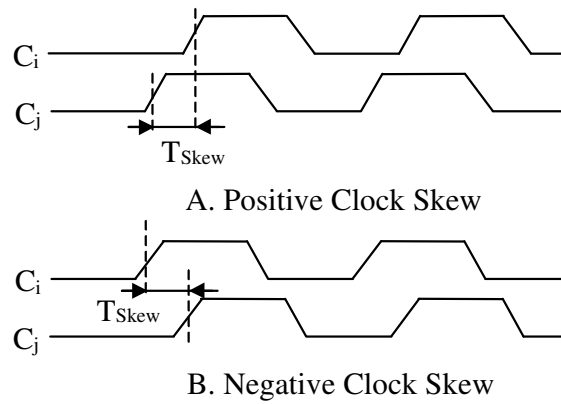 Ci
Cj
TSkew
A. Positive Clock Skew
Ci
TSkew
Cj
B. Negative Clock Skew